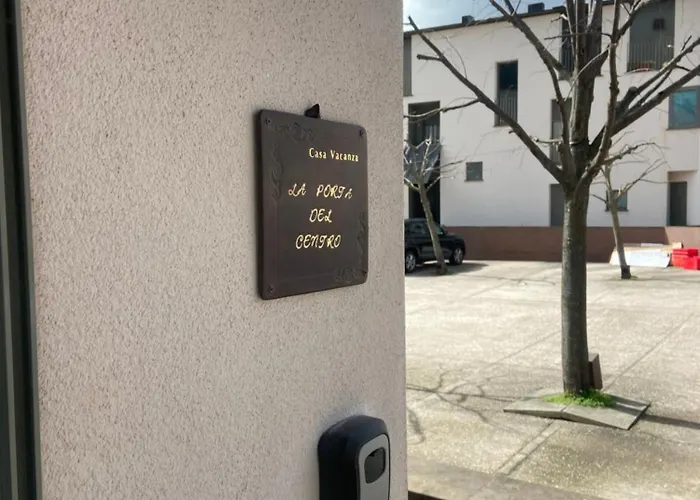 Casa Vacanza
LA PORTA
DEL
CENTRO